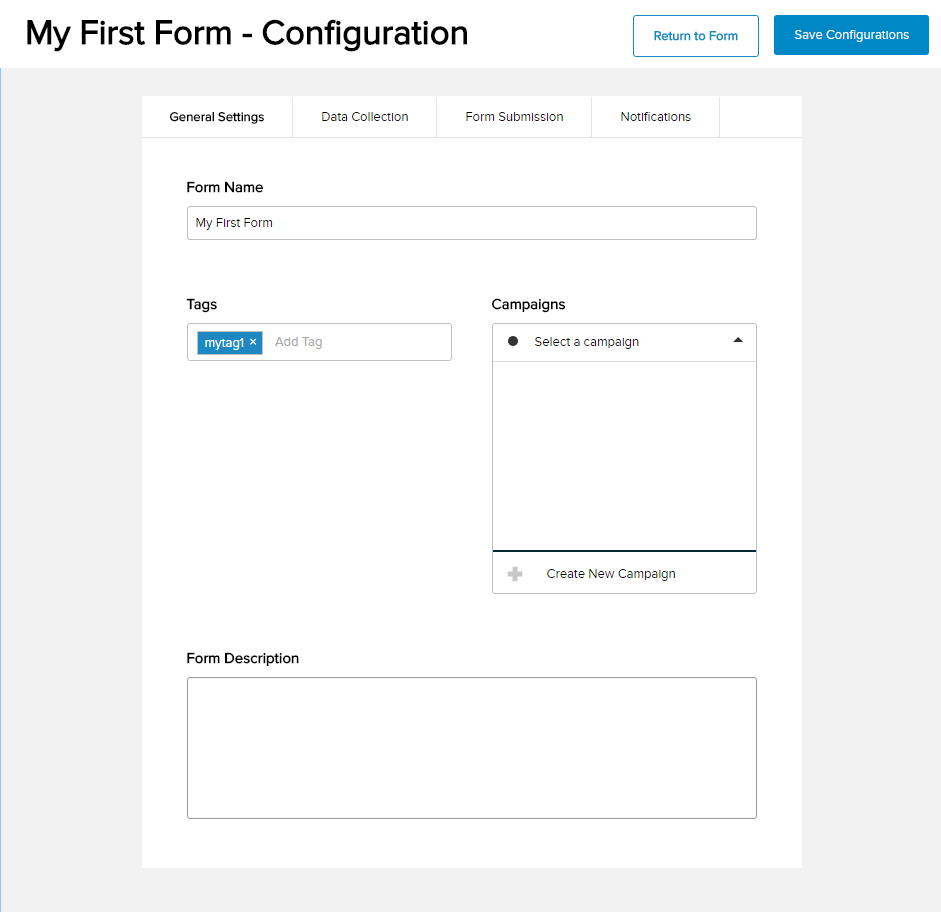 My First Form - Configuration
Return to Form
Save Configurations
General Settings
Data Collection
Form Submission
Notifications
Form Name
My First Form
Tags
Campaigns
mytag1 ×
Add Tag
Select a campaign
Create New Campaign
Form Description